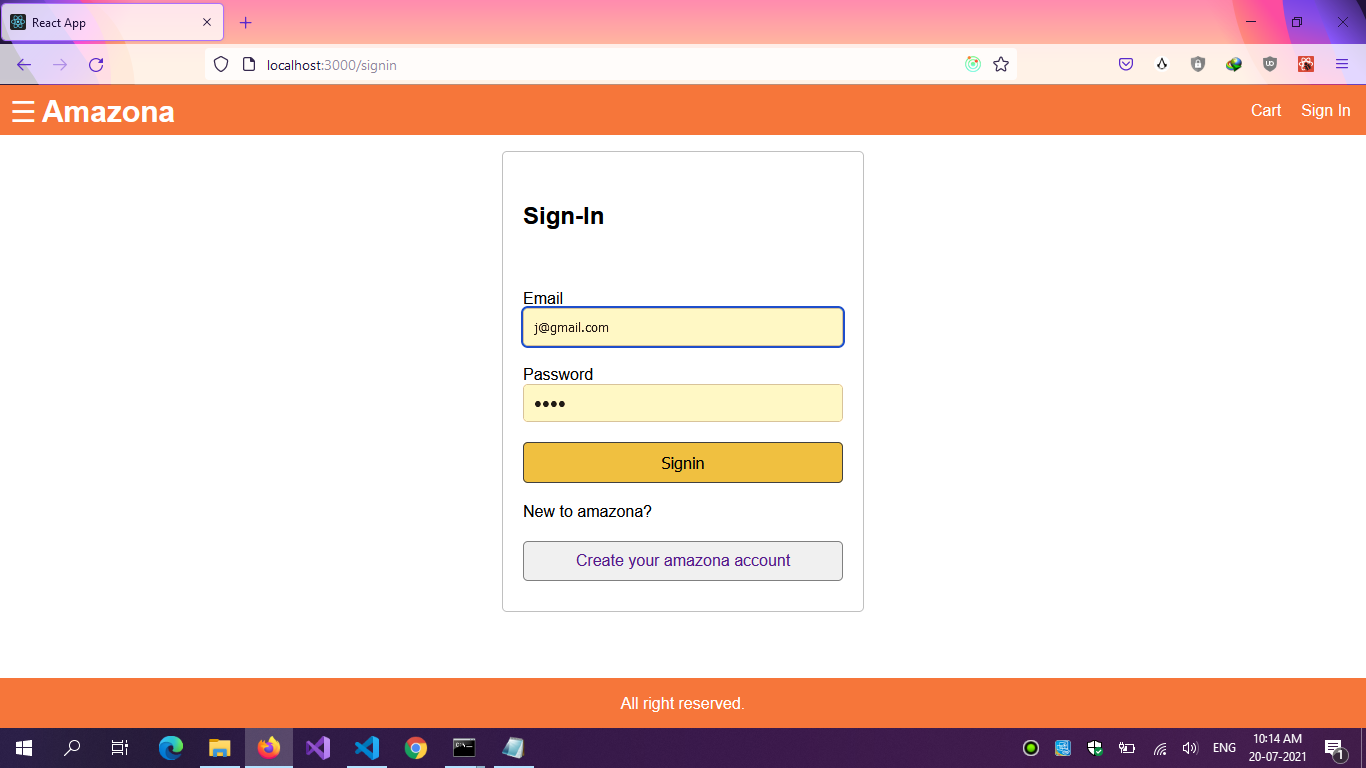 React App
localhost:3000/signin
☰ Amazona
Cart
Sign In
Sign-In
Email
j@gmail.com
Password
••••
Signin
New to amazona?
Create your amazona account
All right reserved.
ENG
10:14 AM
20-07-2021
1